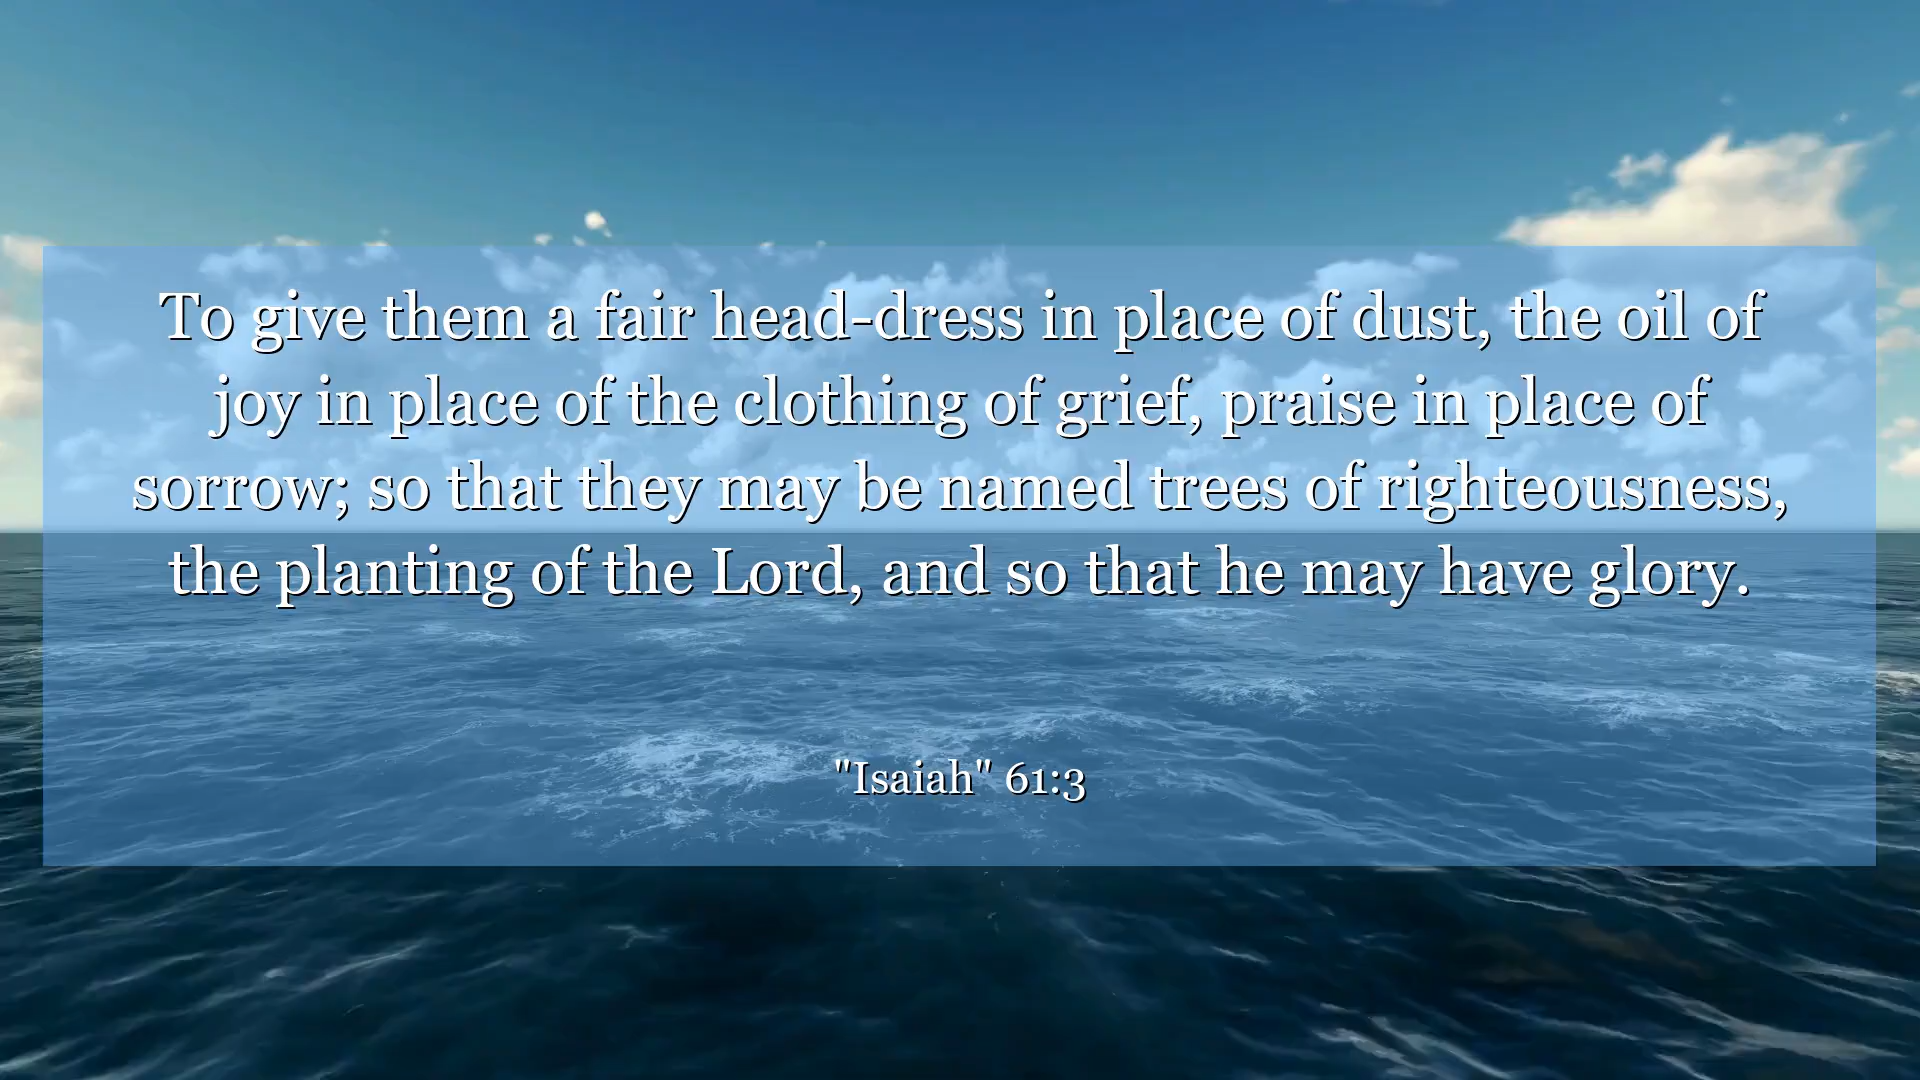 To give them a fair head-dress in place of dust, the oil of
joy in place of the clothing of grief, praise in place of
sorrow; so that they may be named trees of righteousness,
the planting of the Lord, and so that he may have glory.
"Isaiah" 61:3